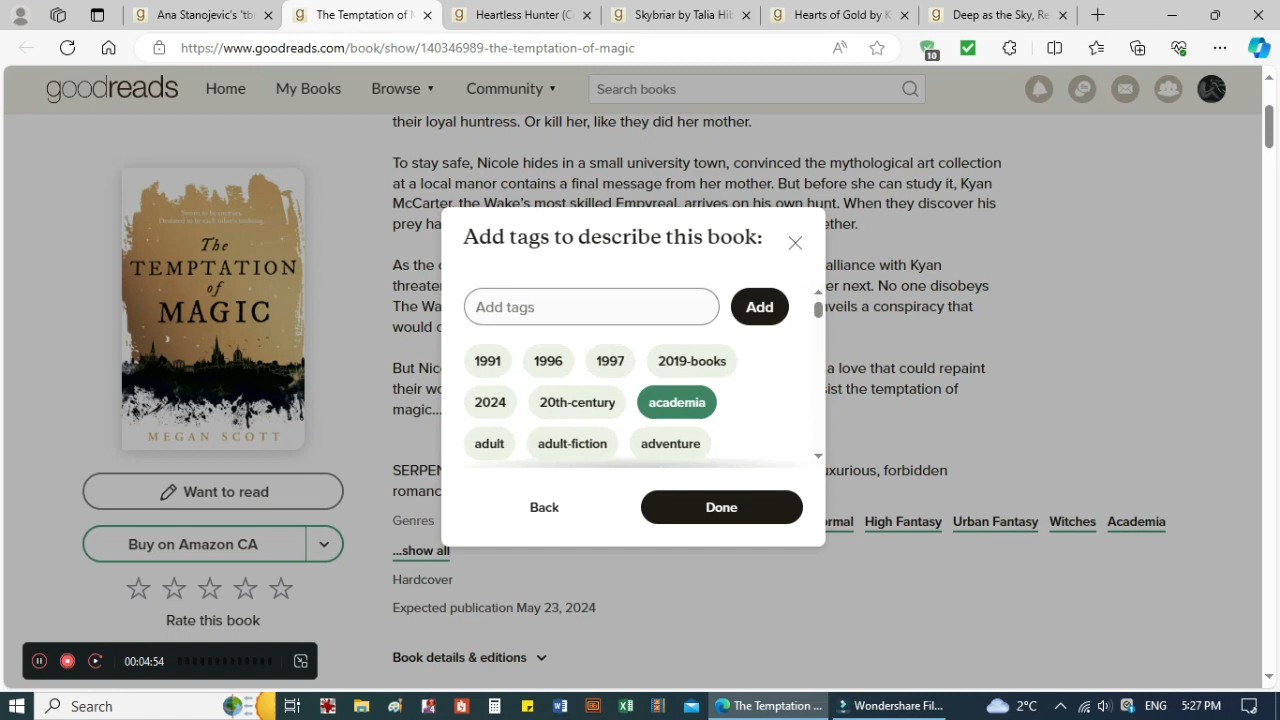 Ana Stanojevic's 'tb
The Temptation of M
Heartless Hunter (C
Skybriar by Talia Hib
Hearts of Gold by K
Deep as the Sky, Re
https://www.goodreads.com/book/show/140346989-the-temptation-of-magic
10
goodreads
Home
My Books
Browse
Community
Search books
their loyal huntress. Or kill her, like they did her mother.
To stay safe, Nicole hides in a small university town, convinced the mythological art collection
at a local manor contains a final message from her mother. But before she can study it, Kyan
McCarter, the Wake's most skilled Empyreal, arrives on his own hunt. When they discover his
prey ha
ther.
As the
alliance with Kyan
threaten
er next. No one disobeys
The Wa
veils a conspiracy that
would
But Nic
a love that could repaint
their wo
sist the temptation of
magic...
SERPEN
uxurious, forbidden
romanc
Genres
ormal High Fantasy Urban Fantasy Witches Academia
...show all
Hardcover
Expected publication May 23, 2024
Book details & editions
Add tags to describe this book:
Add tags
Add
1991 1996 1997 2019-books
2024 20th-century academia
adult adult-fiction adventure
Back
Done
The
TEMPTATION
of
MAGIC
MEGAN SCOTT
Want to read
Buy on Amazon CA
Rate this book
00:04:54
Search
The Temptation ...
Wondershare Fil...
2°C
ENG
5:27 PM